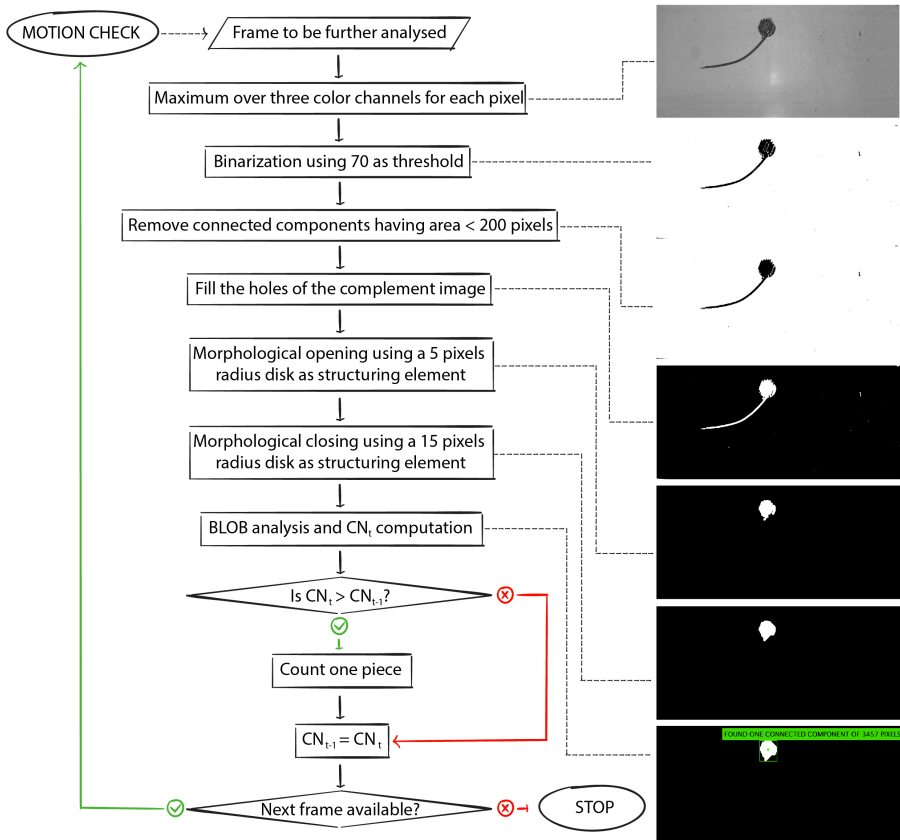 MOTION CHECK
Frame to be further analysed
Maximum over three color channels for each pixel
Binarization using 70 as threshold
Remove connected components having area < 200 pixels
Fill the holes of the complement image
Morphological opening using a 5 pixels
radius disk as structuring element
Morphological closing using a 15 pixels
radius disk as structuring element
BLOB analysis and CNₜ computation
FOUND ONE CONNECTED COMPONENT OF 3457 PIXELS
Is CNₜ > CNₜ₋₁?
Count one piece
CNₜ₋₁ = CNₜ
Next frame available?
STOP